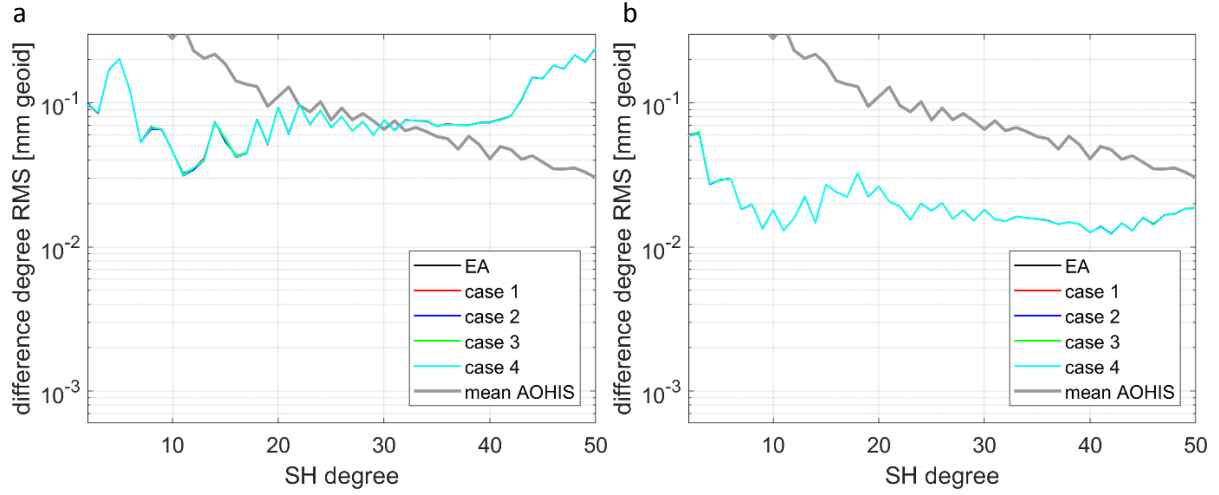 a
difference degree RMS [mm geoid]
10^-1
10^-2
10^-3
EA
case 1
case 2
case 3
case 4
mean AOHIS
10 20 30 40 50
SH degree
b
difference degree RMS [mm geoid]
10^-1
10^-2
10^-3
EA
case 1
case 2
case 3
case 4
mean AOHIS
10 20 30 40 50
SH degree